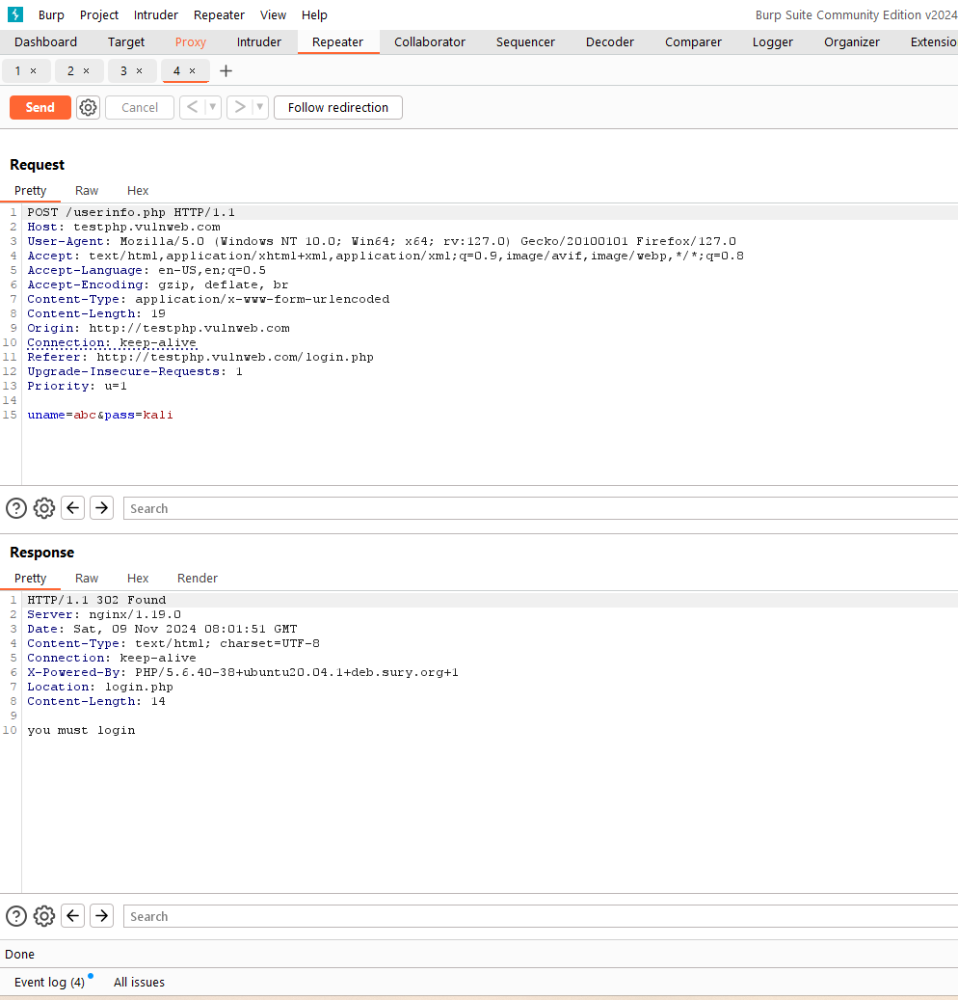 Burp Project Intruder Repeater View Help Burp Suite Community Edition v2024
Dashboard Target Proxy Intruder Repeater Collaborator Sequencer Decoder Comparer Logger Organizer Extensio
1 × 2 × 3 × 4 × +
Send Cancel < ▼ > ▼ Follow redirection
Request
Pretty Raw Hex
1 POST /userinfo.php HTTP/1.1
2 Host: testphp.vulnweb.com
3 User-Agent: Mozilla/5.0 (Windows NT 10.0; Win64; x64; rv:127.0) Gecko/20100101 Firefox/127.0
4 Accept: text/html,application/xhtml+xml,application/xml;q=0.9,image/avif,image/webp,*/*;q=0.8
5 Accept-Language: en-US,en;q=0.5
6 Accept-Encoding: gzip, deflate, br
7 Content-Type: application/x-www-form-urlencoded
8 Content-Length: 19
9 Origin: http://testphp.vulnweb.com
10 Connection: keep-alive
11 Referer: http://testphp.vulnweb.com/login.php
12 Upgrade-Insecure-Requests: 1
13 Priority: u=1
14
15 uname=abc&pass=kali
? Search
Response
Pretty Raw Hex Render
1 HTTP/1.1 302 Found
2 Server: nginx/1.19.0
3 Date: Sat, 09 Nov 2024 08:01:51 GMT
4 Content-Type: text/html; charset=UTF-8
5 Connection: keep-alive
6 X-Powered-By: PHP/5.6.40-38+ubuntu20.04.1+deb.sury.org+1
7 Location: login.php
8 Content-Length: 14
9
10 you must login
? Search
Done
Event log (4) All issues